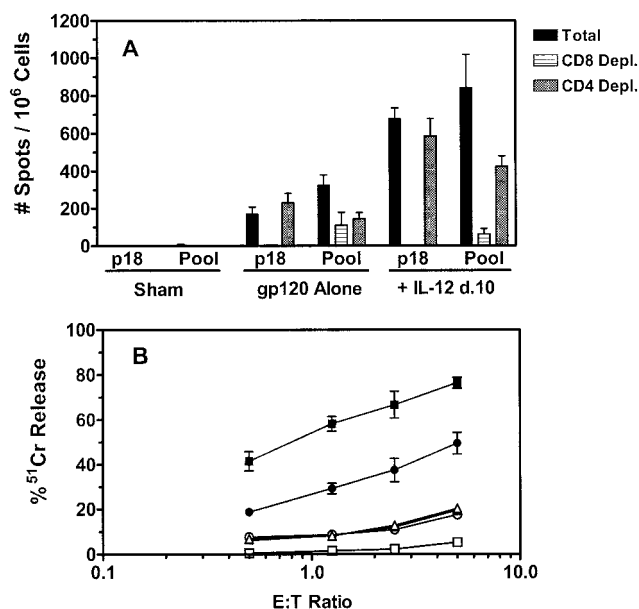 A
1200
1000
800
600
400
200
0
# Spots / 10⁶ Cells
Total
CD8 Depl.
CD4 Depl.
p18 Pool p18 Pool p18 Pool
Sham gp120 Alone + IL-12 d.10
B
100
80
60
40
20
0
% ⁵¹Cr Release
0.1 1.0 10.0
E:T Ratio